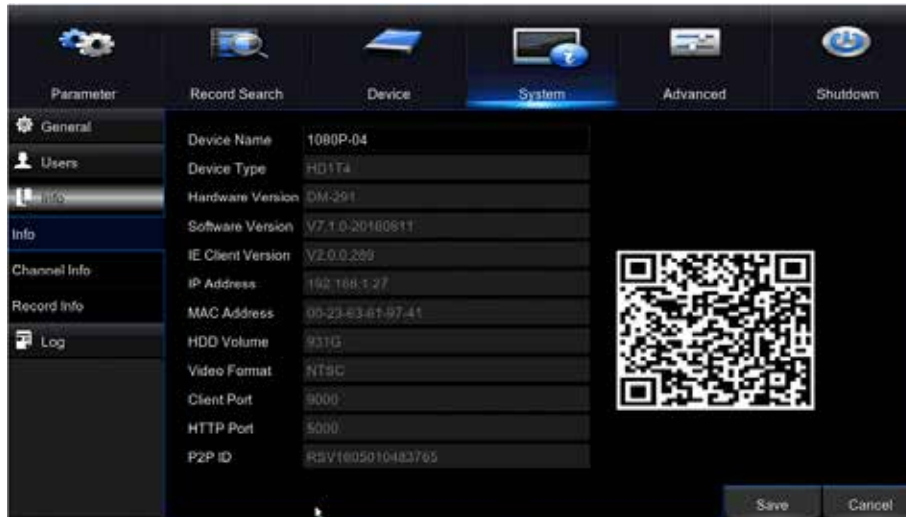 Parameter Record Search Device System Advanced Shutdown
General
Users
Info
Info
Channel Info
Record Info
Log
Device Name 1080P-04
Device Type HD1T4
Hardware Version DM-291
Software Version V7.1.0-20160611
IE Client Version V2.0.0.289
IP Address 192.168.1.27
MAC Address 00-23-63-61-97-41
HDD Volume 931G
Video Format NTSC
Client Port 9000
HTTP Port 5000
P2P ID RSV1605010483765
Save Cancel